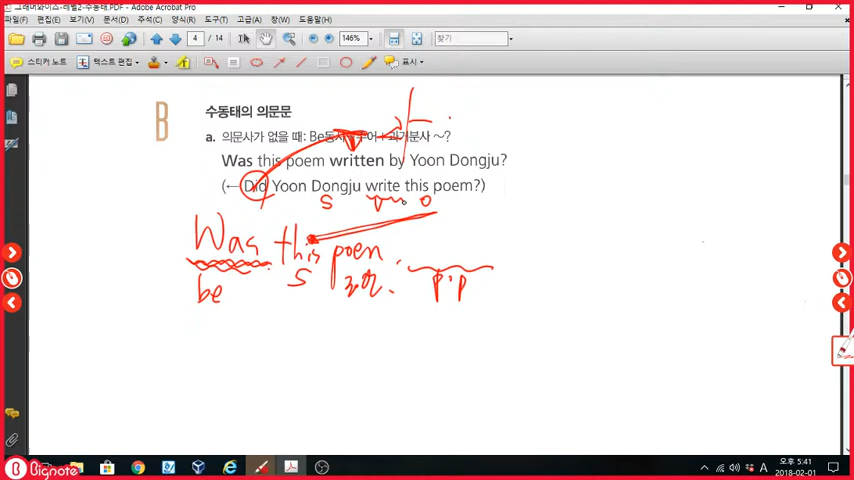 그래머와이즈-레벨2-수동태.PDF - Adobe Acrobat Pro
파일(F) 편집(E) 보기(V) 문서(D) 주석(C) 양식(R) 도구(T) 고급(A) 창(W) 도움말(H)
4 / 14 146% 찾기
스티커 노트 텍스트 편집 표시
B 수동태의 의문문
a. 의문사가 없을 때: Be동사+주어+과거분사 ~?
Was this poem written by Yoon Dongju?
(←Did Yoon Dongju write this poem?)
S v o
Was this poem
be S p.p
Bignote
A 오후 5:41
2018-02-01